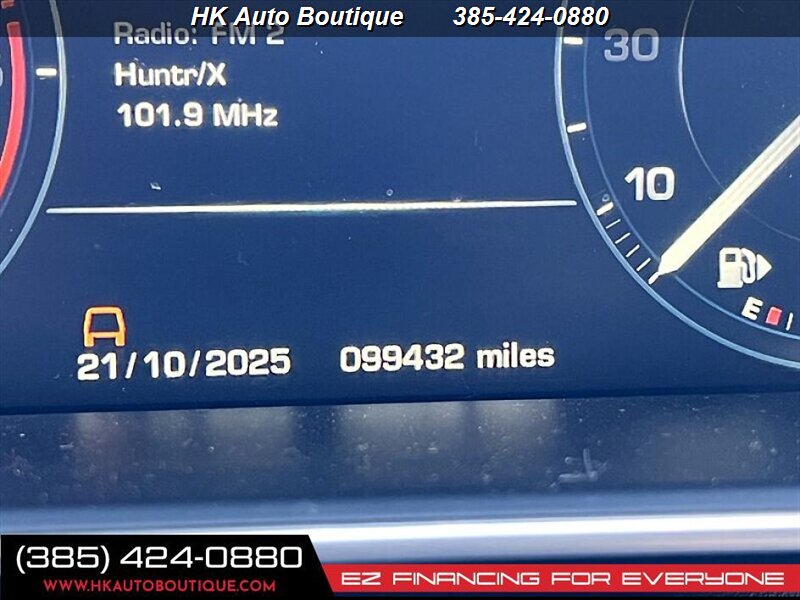 HK Auto Boutique 385-424-0880
Radio: FM 2
Huntr/X
101.9 MHz
30
10
E
21/10/2025 099432 miles
(385) 424-0880
WWW.HKAUTOBOUTIQUE.COM
EZ FINANCING FOR EVERYONE